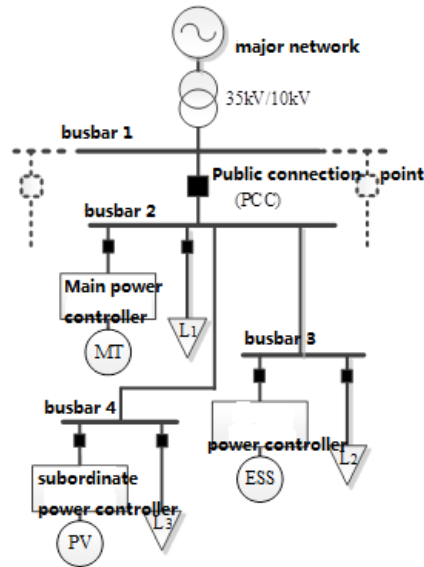 major network
35kV/10kV
busbar 1
Public connection point
(PCC)
busbar 2
Main power
controller
L1
MT
busbar 3
busbar 4
power controller
L2
ESS
subordinate
power controller
L3
PV